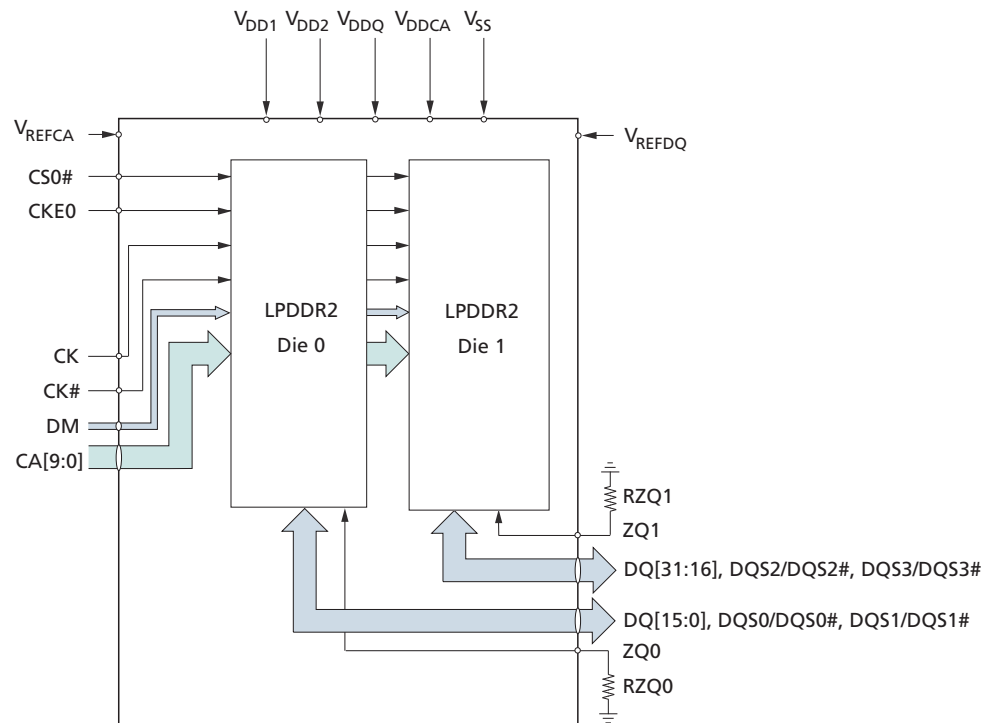 VDD1 VDD2 VDDQ VDDCA VSS
VREFCA
VREFDQ
CS0#
CKE0
LPDDR2
Die 0
LPDDR2
Die 1
CK
CK#
DM
CA[9:0]
RZQ1
ZQ1
DQ[31:16], DQS2/DQS2#, DQS3/DQS3#
DQ[15:0], DQS0/DQS0#, DQS1/DQS1#
ZQ0
RZQ0